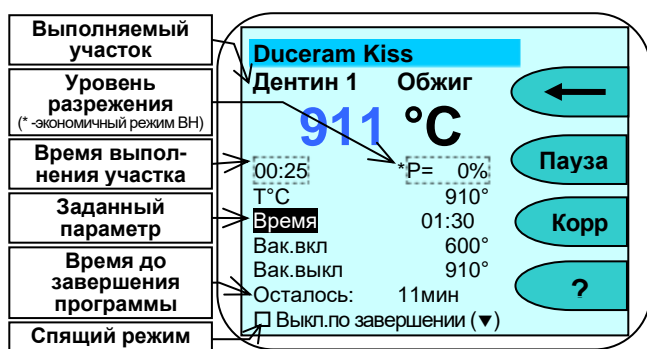 Выполняемый
участок
Уровень
разрежения
(* -экономичный режим ВН)
Время выпол-
нения участка
Заданный
параметр
Время до
завершения
программы
Спящий режим
Duceram Kiss
Дентин 1 Обжиг
911 °C
00:25 *P= 0%
T°C 910°
Время 01:30
Вак.вкл 600°
Вак.выкл 910°
Осталось: 11мин
Выкл.по завершении (▼)
Пауза
Корр
?